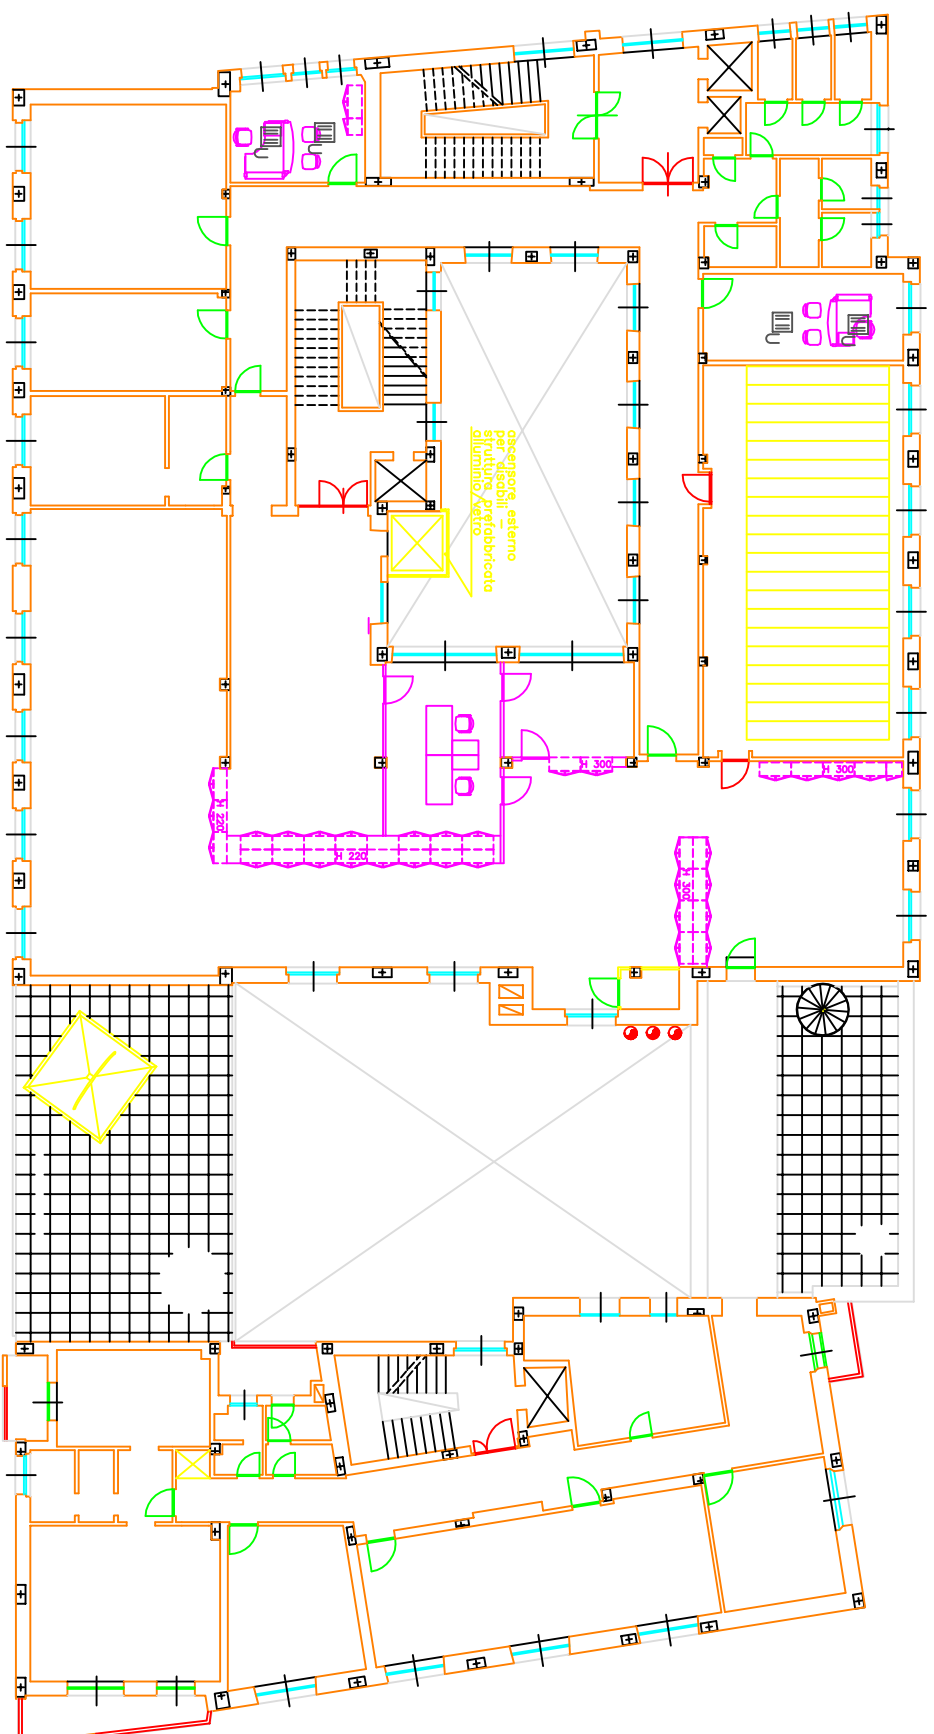 ascensore esterno
per disabili –
struttura prefabbricata
alluminio/vetro
H 300
H 300
H 220
H 220
H 300